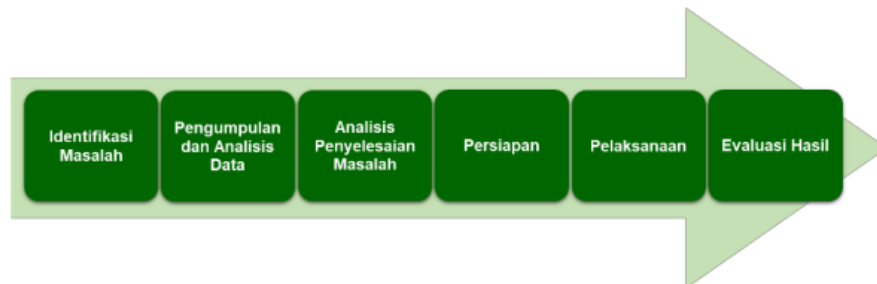 Identifikasi
Masalah
Pengumpulan
dan Analisis
Data
Analisis
Penyelesaian
Masalah
Persiapan
Pelaksanaan
Evaluasi Hasil